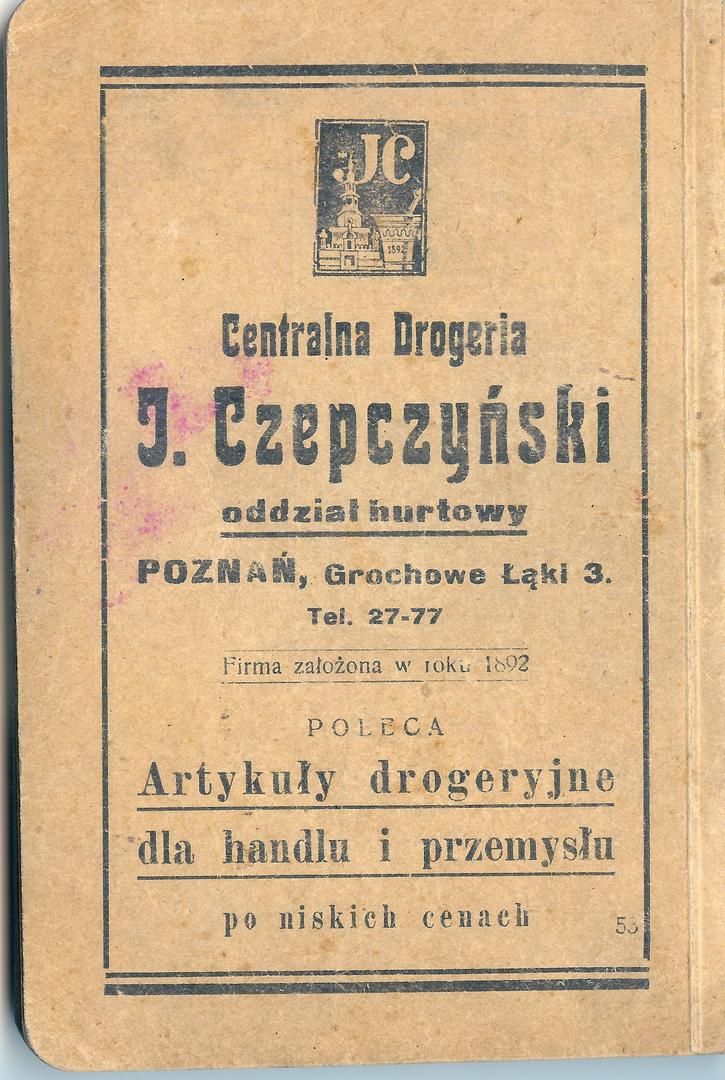 JC
1892
Centralna Drogeria
J. Czepczyński
oddział hurtowy
POZNAŃ, Grochowe Łąki 3.
Tel. 27-77
Firma założona w roku 1892
POLECA
Artykuły drogeryjne
dla handlu i przemysłu
po niskich cenach
53